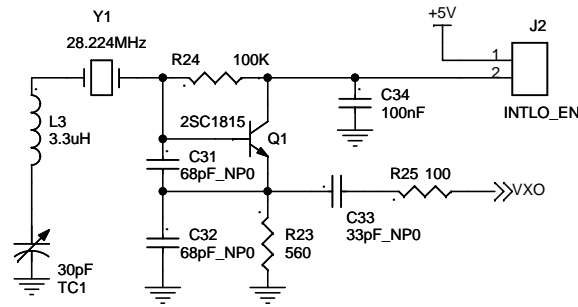 Y1
28.224MHz
+5V
J2
R24 100K
1
2
INTLO_EN
L3
3.3uH
2SC1815
Q1
C34
100nF
C31
68pF_NP0
R25 100
VXO
C33
33pF_NP0
C32
68pF_NP0
R23
560
30pF
TC1